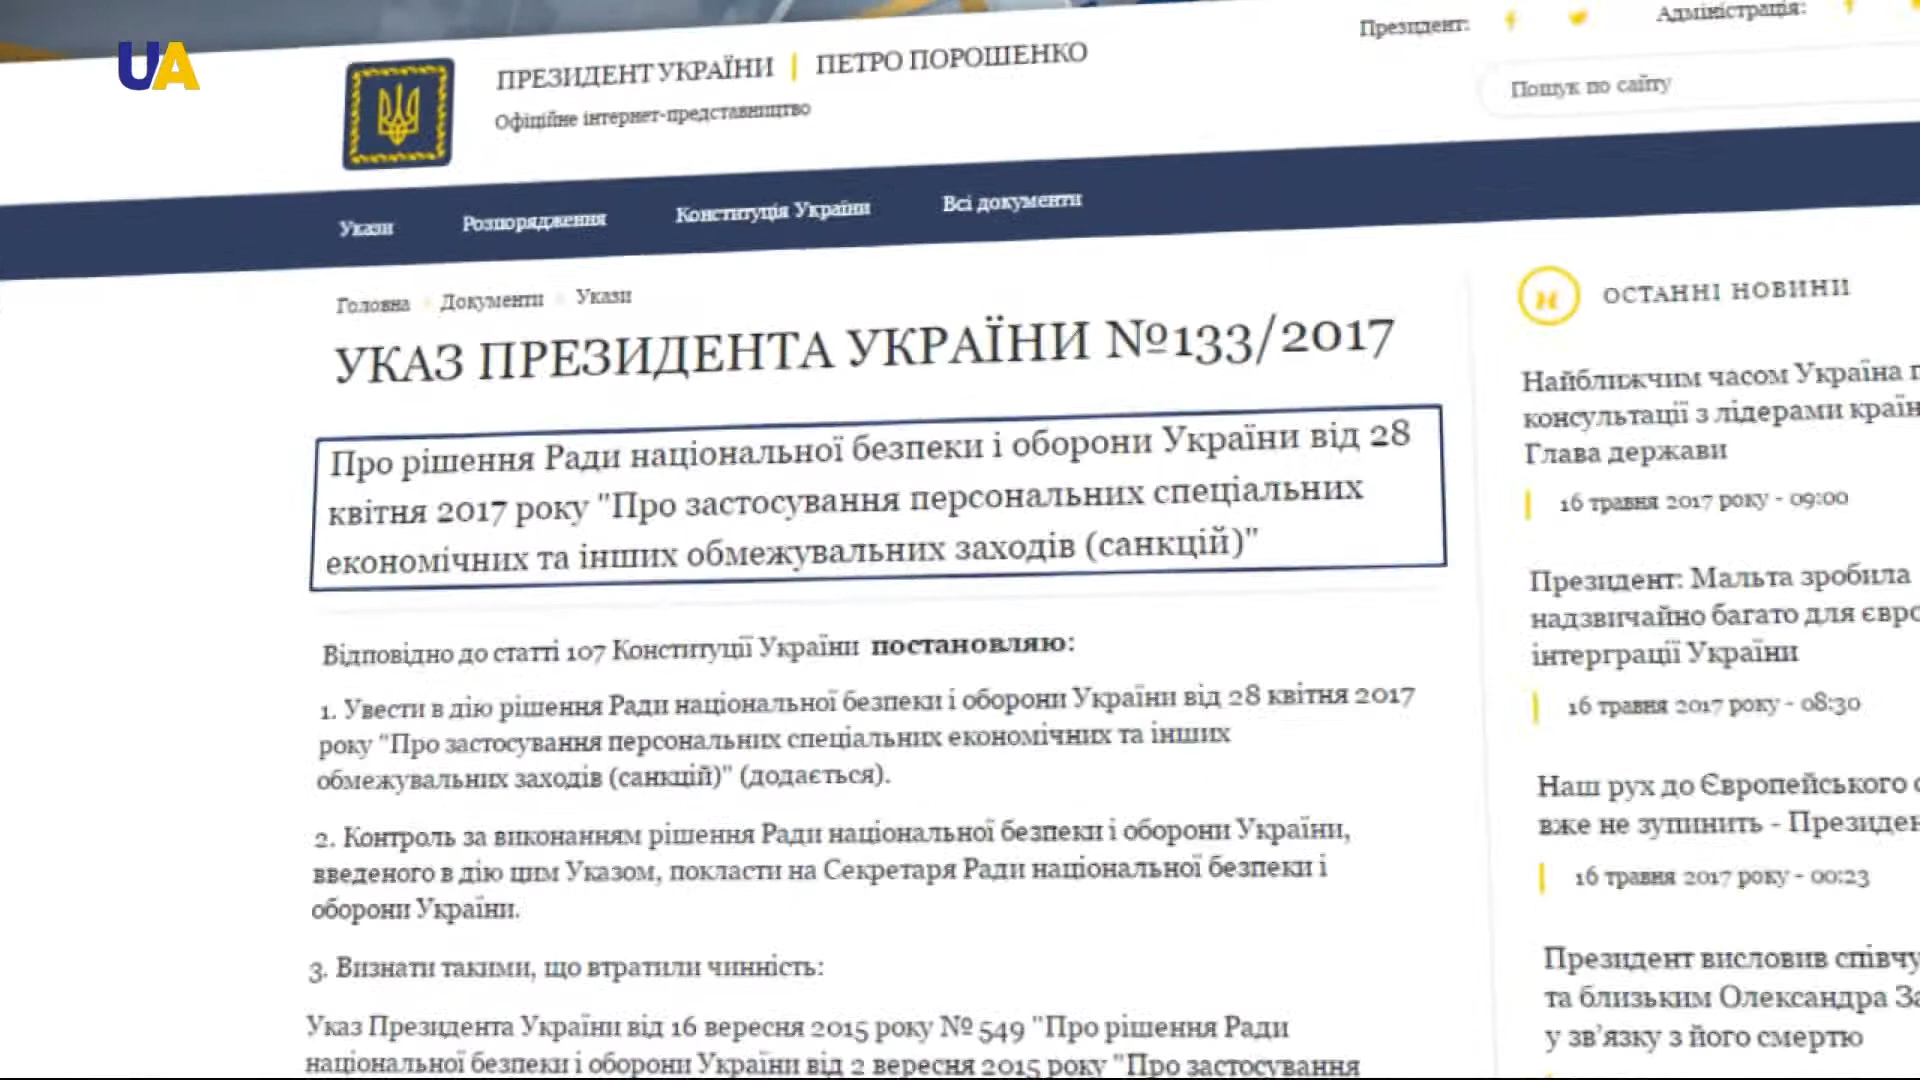 UA
ПРЕЗИДЕНТ УКРАЇНИ | ПЕТРО ПОРОШЕНКО
Офіційне інтернет-представництво
Президент:
Адміністрація:
Пошук по сайту
Укази
Розпорядження
Конституція України
Всі документи
Головна
Документи
Укази
УКАЗ ПРЕЗИДЕНТА УКРАЇНИ №133/2017
Про рішення Ради національної безпеки і оборони України від 28
квітня 2017 року "Про застосування персональних спеціальних
економічних та інших обмежувальних заходів (санкцій)"
Відповідно до статті 107 Конституції України постановляю:
1. Увести в дію рішення Ради національної безпеки і оборони України від 28 квітня 2017
року "Про застосування персональних спеціальних економічних та інших
обмежувальних заходів (санкцій)" (додається).
2. Контроль за виконанням рішення Ради національної безпеки і оборони України,
введеного в дію цим Указом, покласти на Секретаря Ради національної безпеки і
оборони України.
3. Визнати такими, що втратили чинність:
Указ Президента України від 16 вересня 2015 року № 549 "Про рішення Ради
національної безпеки і оборони України від 2 вересня 2015 року "Про застосування
н ОСТАННІ НОВИНИ
Найближчим часом Україна
консультації з лідерами
Глава держави
16 травня 2017 року - 09:00
Президент: Мальта зробила
надзвичайно багато для
інтерграції України
16 травня 2017 року - 08:30
Наш рух до Європейського
вже не зупинить -
16 травня 2017 року - 00:23
Президент висловив
та близьким Олександра
у зв'язку з його смертю